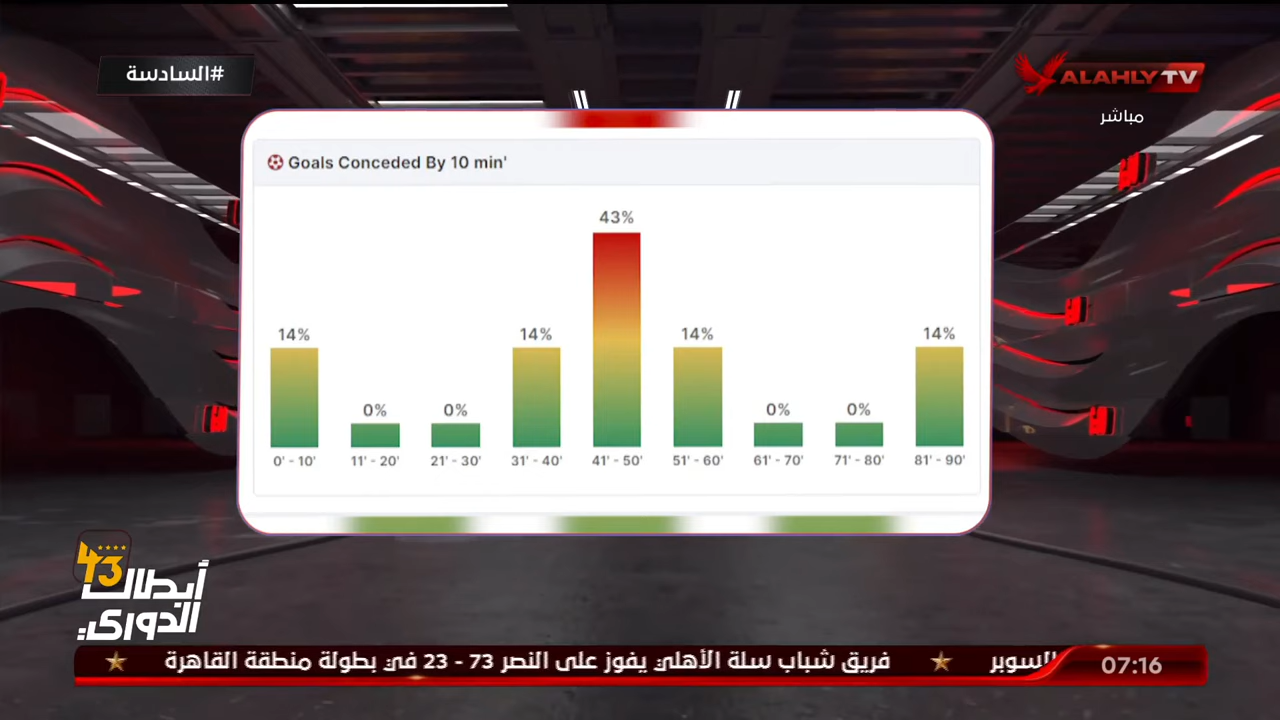 #السادسة
ALAHLY TV
مباشر
Goals Conceded By 10 min'
43%
14% 14% 14% 14%
0% 0% 0% 0%
0' - 10' 11' - 20' 21' - 30' 31' - 40' 41' - 50' 51' - 60' 61' - 70' 71' - 80' 81' - 90'
43
أبطال
الدوري
السوبر ★ فريق شباب سلة الأهلي يفوز على النصر 73 - 23 في بطولة منطقة القاهرة ★
07:16